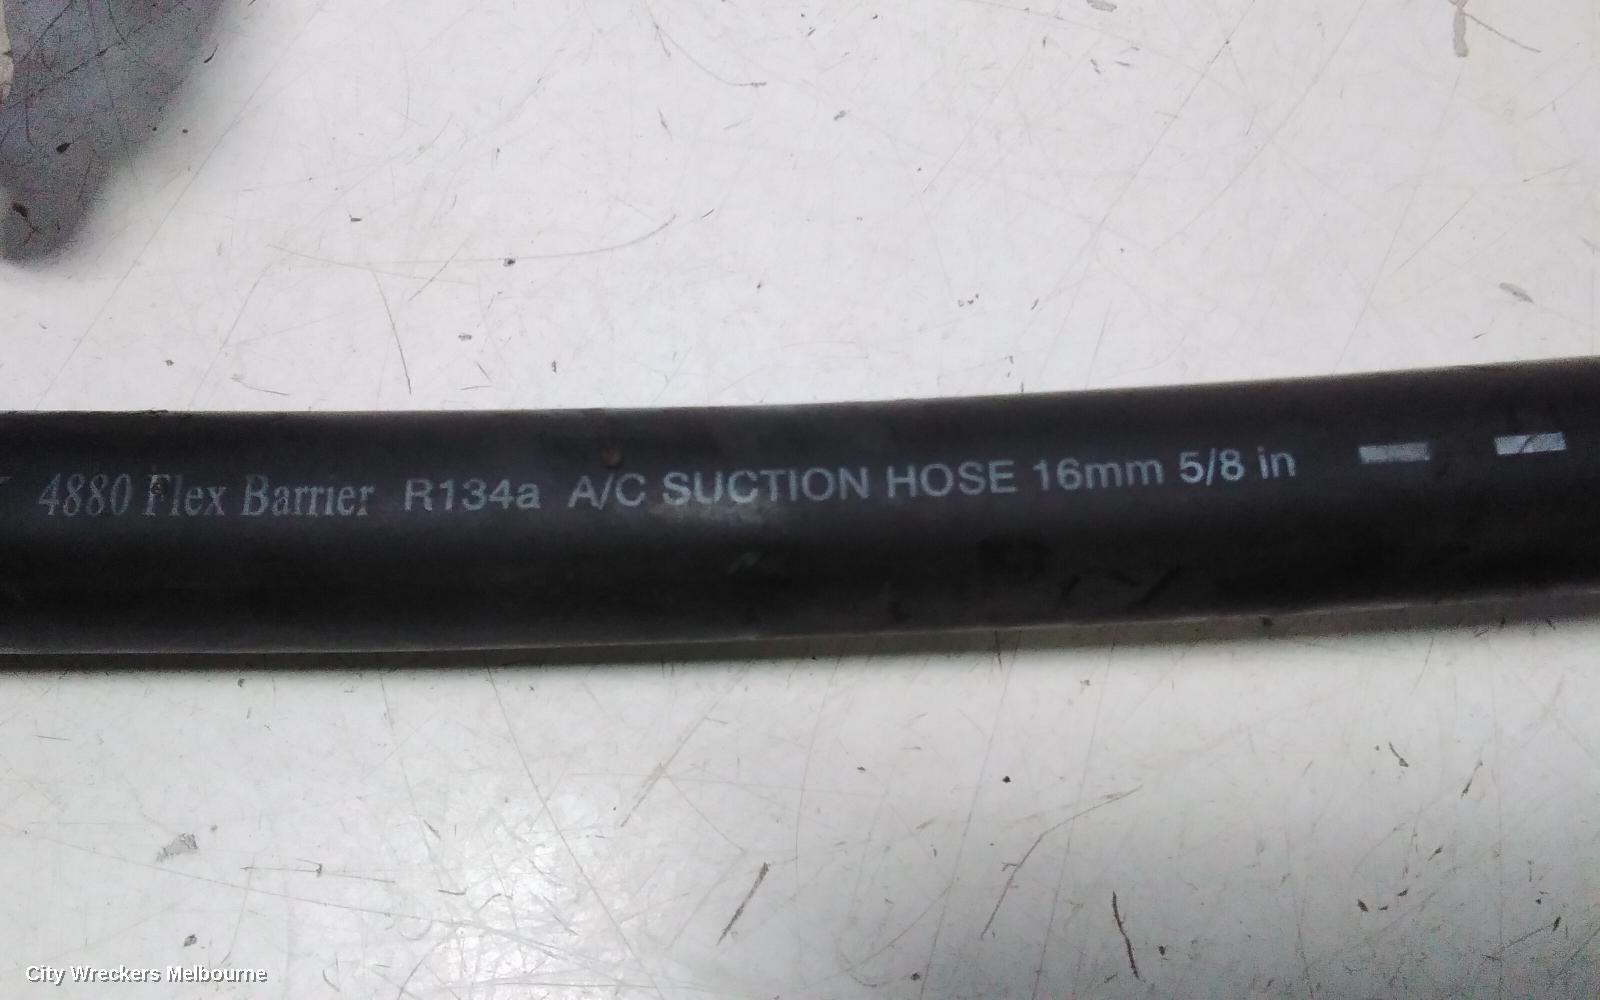 4880 Flex Barrier R134a A/C SUCTION HOSE 16mm 5/8 in
City Wreckers Melbourne